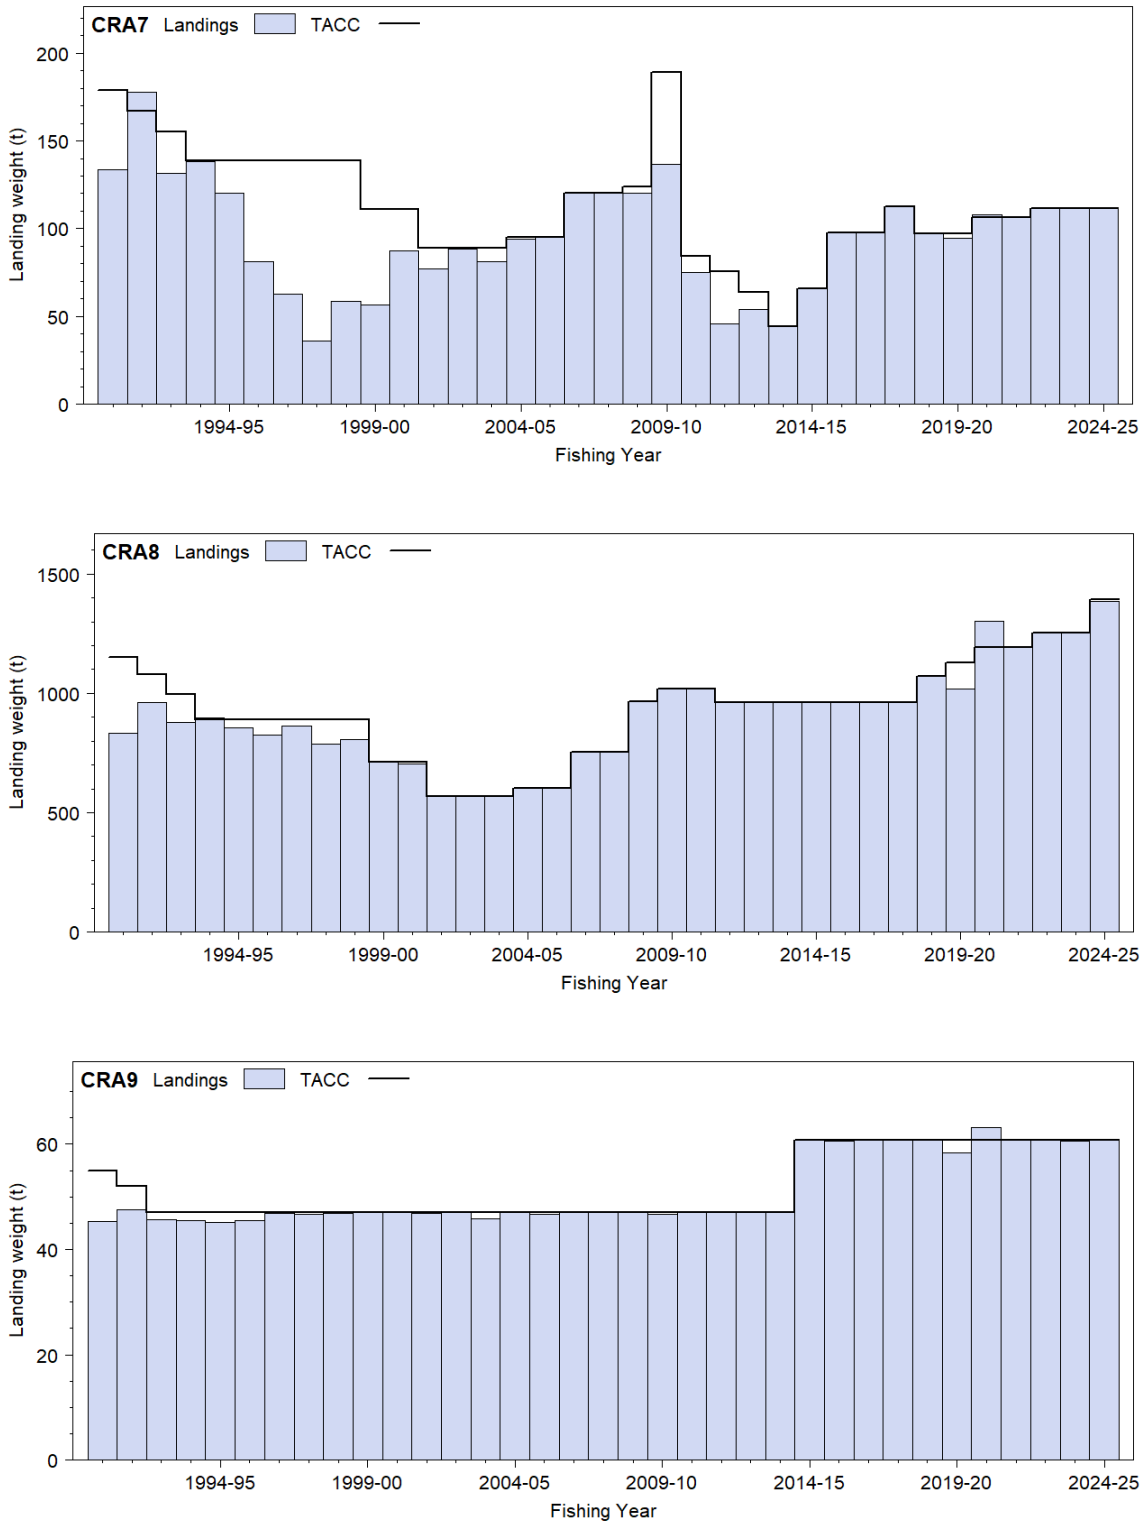 CRA7 Landings TACC
200
150
100
50
0
Landing weight (t)
1994-95 1999-00 2004-05 2009-10 2014-15 2019-20 2024-25
Fishing Year
CRA8 Landings TACC
1500
1000
500
0
Landing weight (t)
1994-95 1999-00 2004-05 2009-10 2014-15 2019-20 2024-25
Fishing Year
CRA9 Landings TACC
60
40
20
0
Landing weight (t)
1994-95 1999-00 2004-05 2009-10 2014-15 2019-20 2024-25
Fishing Year